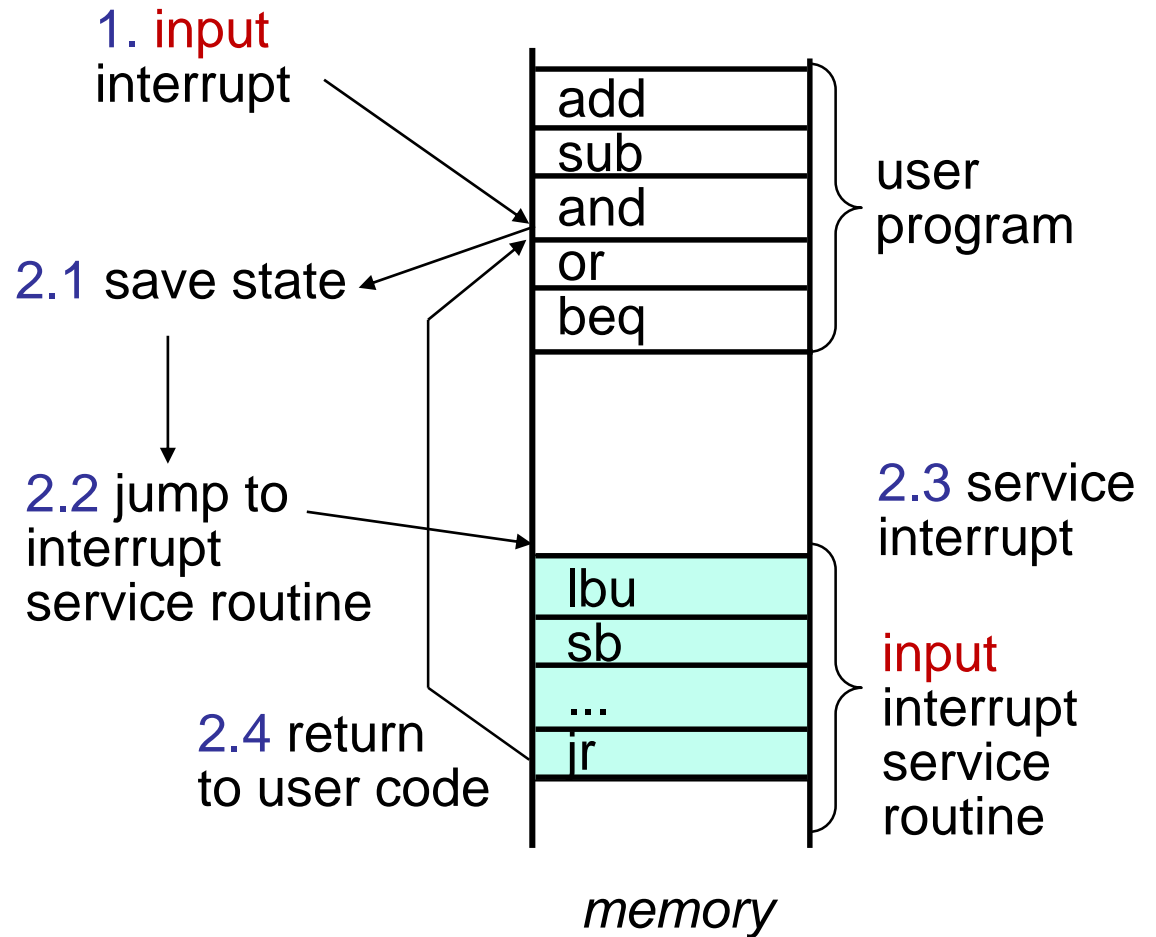 1. input
interrupt
add
sub
and
or
beq
user
program
2.1 save state
2.2 jump to
interrupt
service routine
2.3 service
interrupt
lbu
sb
...
jr
input
interrupt
service
routine
2.4 return
to user code
memory